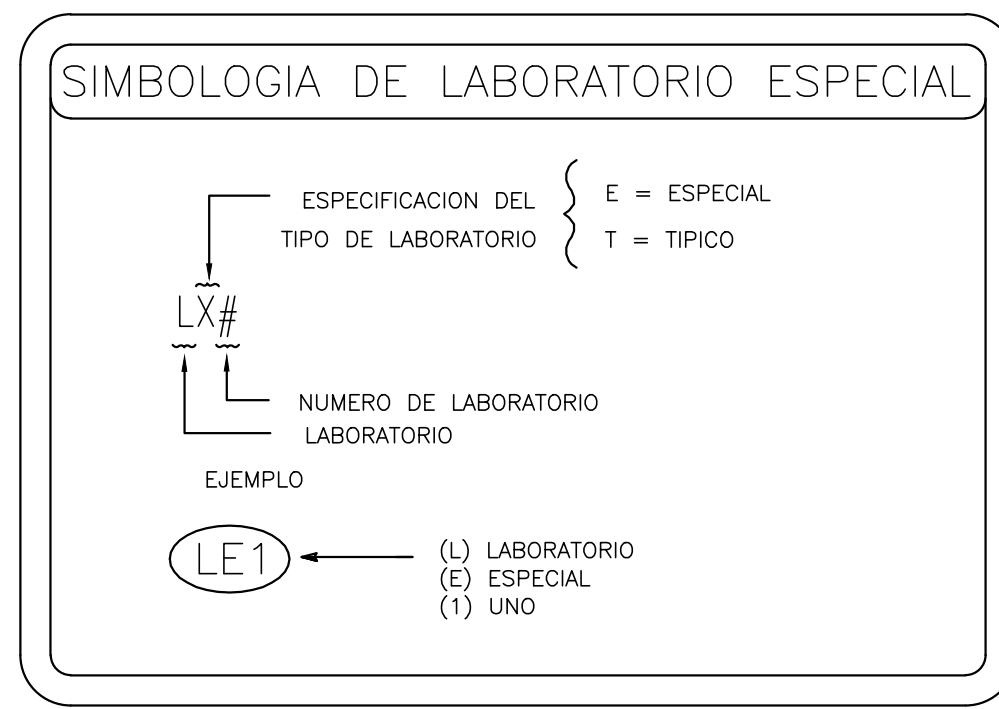 SIMBOLOGIA DE LABORATORIO ESPECIAL
ESPECIFICACION DEL
TIPO DE LABORATORIO
E = ESPECIAL
T = TIPICO
LX#
NUMERO DE LABORATORIO
LABORATORIO
EJEMPLO
LE1
(L) LABORATORIO
(E) ESPECIAL
(1) UNO